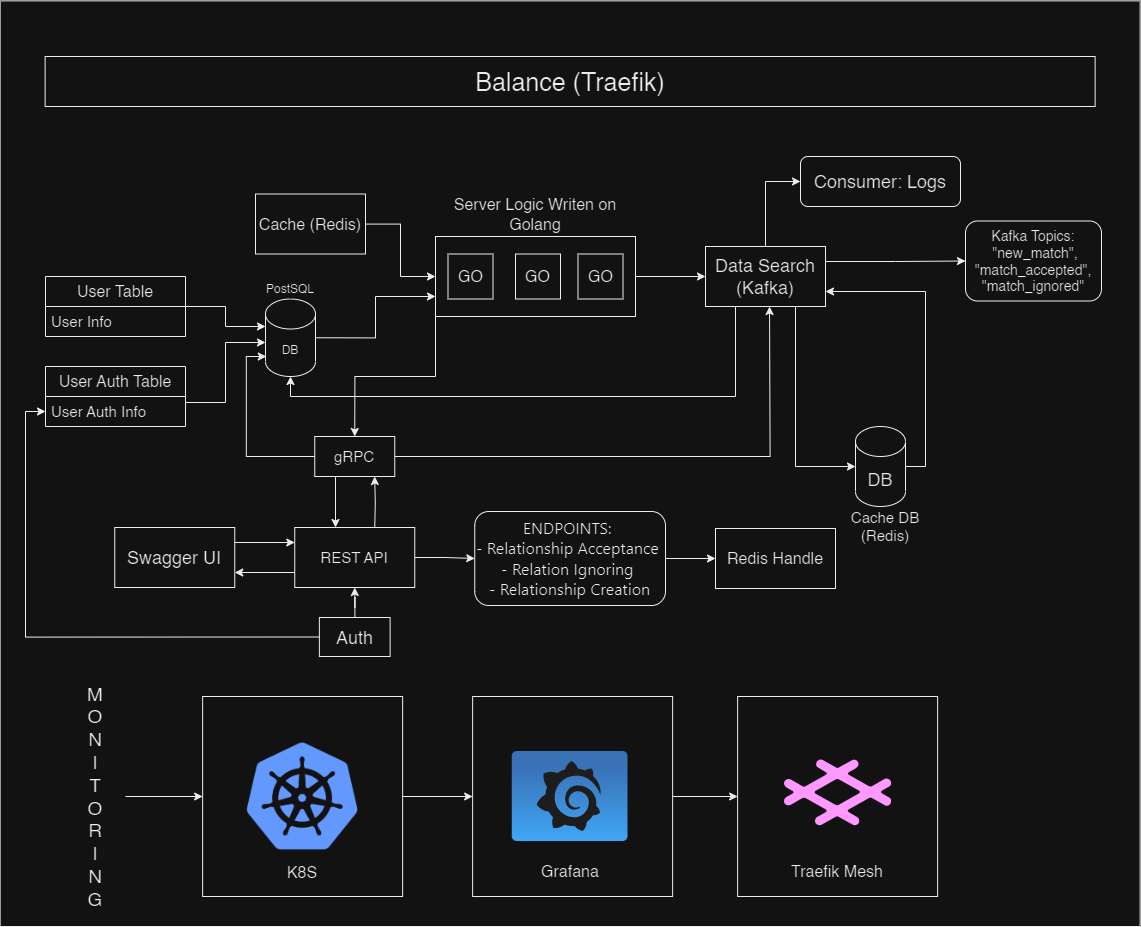 Balance (Traefik)
Consumer: Logs
Cache (Redis)
Server Logic Writen on
Golang
GO
GO
GO
Data Search
(Kafka)
Kafka Topics:
"new_match",
"match_accepted",
"match_ignored"
User Table
User Info
PostSQL
DB
User Auth Table
User Auth Info
gRPC
DB
Cache DB
(Redis)
Swagger UI
REST API
ENDPOINTS:
- Relationship Acceptance
- Relation Ignoring
- Relationship Creation
Redis Handle
Auth
MONITORING
K8S
Grafana
Traefik Mesh